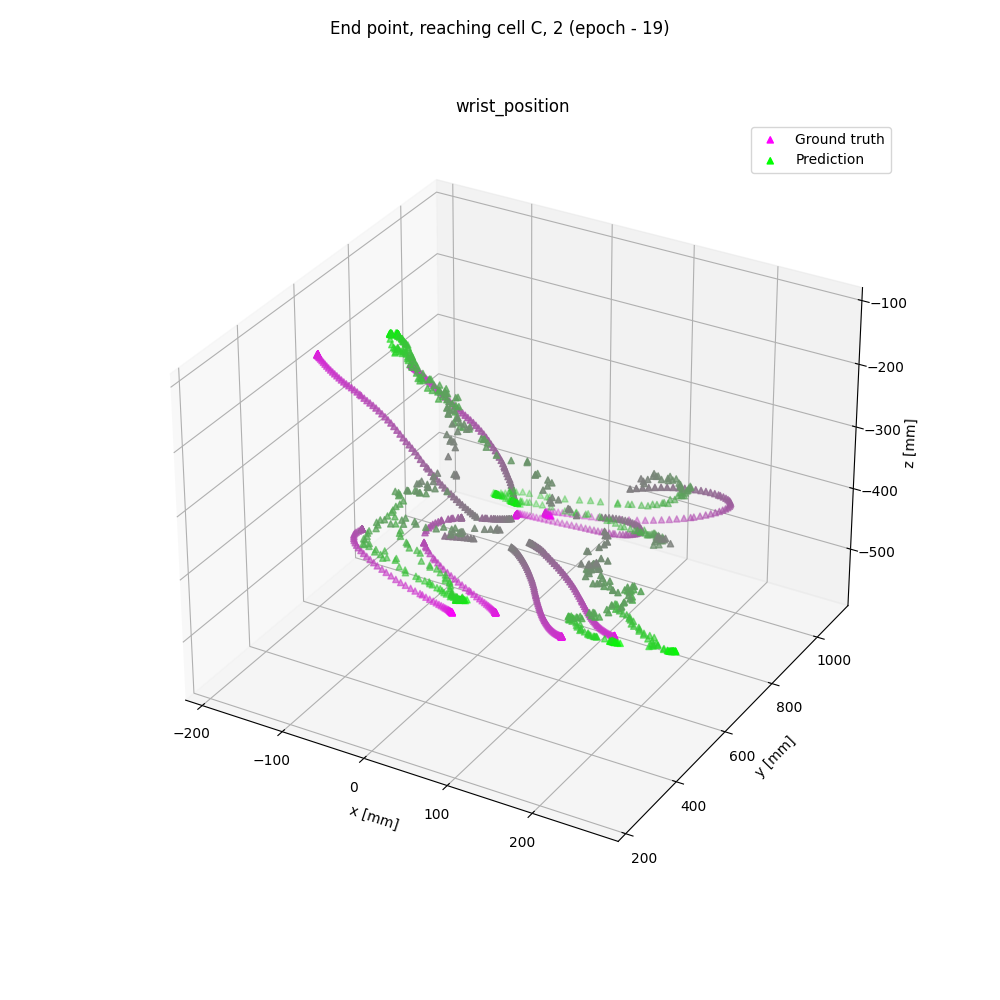 End point, reaching cell C, 2 (epoch - 19)
wrist_position
Ground truth
Prediction
−100
−200
−300
−400
−500
z [mm]
1000
800
600
400
200
y [mm]
−200
−100
0
100
200
x [mm]